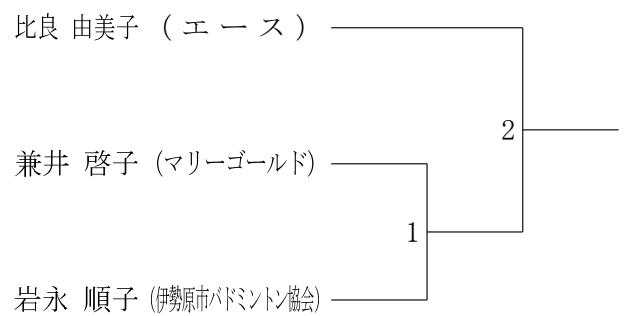 比良 由美子 (エース)
2
兼井 啓子 (マリーゴールド)
1
岩永 順子 (伊勢原市バドミントン協会)